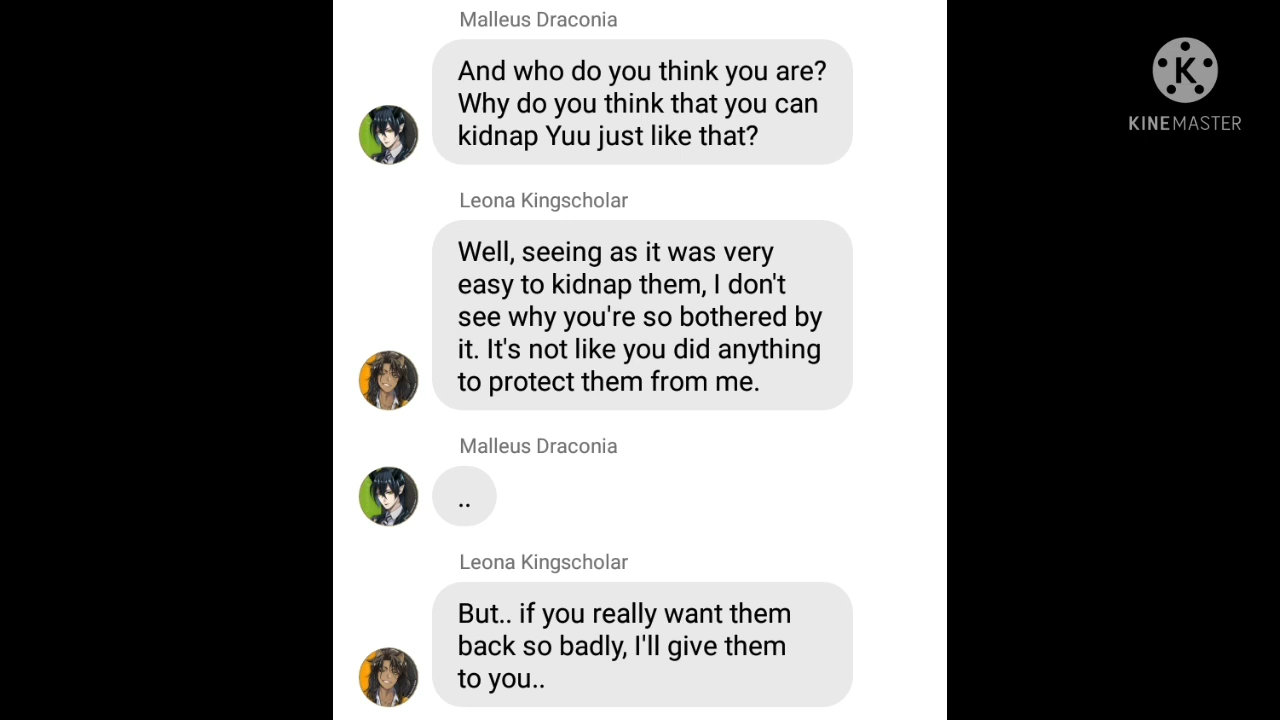 Malleus Draconia
And who do you think you are?
Why do you think that you can
kidnap Yuu just like that?
Leona Kingscholar
Well, seeing as it was very
easy to kidnap them, I don't
see why you're so bothered by
it. It's not like you did anything
to protect them from me.
Malleus Draconia
..
Leona Kingscholar
But.. if you really want them
back so badly, I'll give them
to you..
K
KINEMASTER